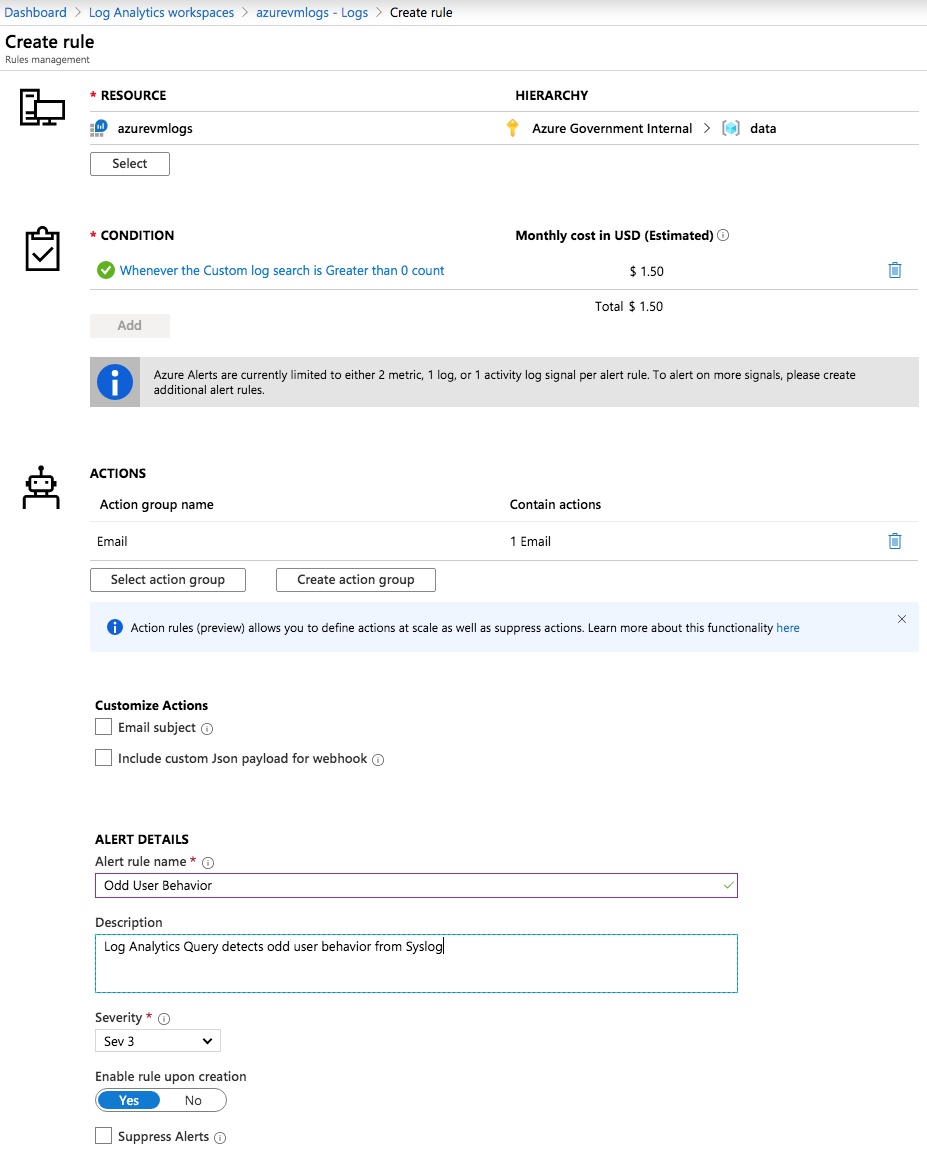 Dashboard > Log Analytics workspaces > azurevmlogs - Logs > Create rule
Create rule
Rules management
* RESOURCE HIERARCHY
azurevmlogs Azure Government Internal > data
Select
* CONDITION Monthly cost in USD (Estimated)
Whenever the Custom log search is Greater than 0 count $ 1.50
Total $ 1.50
Add
Azure Alerts are currently limited to either 2 metric, 1 log, or 1 activity log signal per alert rule. To alert on more signals, please create
additional alert rules.
ACTIONS
Action group name Contain actions
Email 1 Email
Select action group Create action group
Action rules (preview) allows you to define actions at scale as well as suppress actions. Learn more about this functionality here
Customize Actions
Email subject
Include custom Json payload for webhook
ALERT DETAILS
Alert rule name *
Odd User Behavior
Description
Log Analytics Query detects odd user behavior from Syslog
Severity *
Sev 3
Enable rule upon creation
Yes No
Suppress Alerts